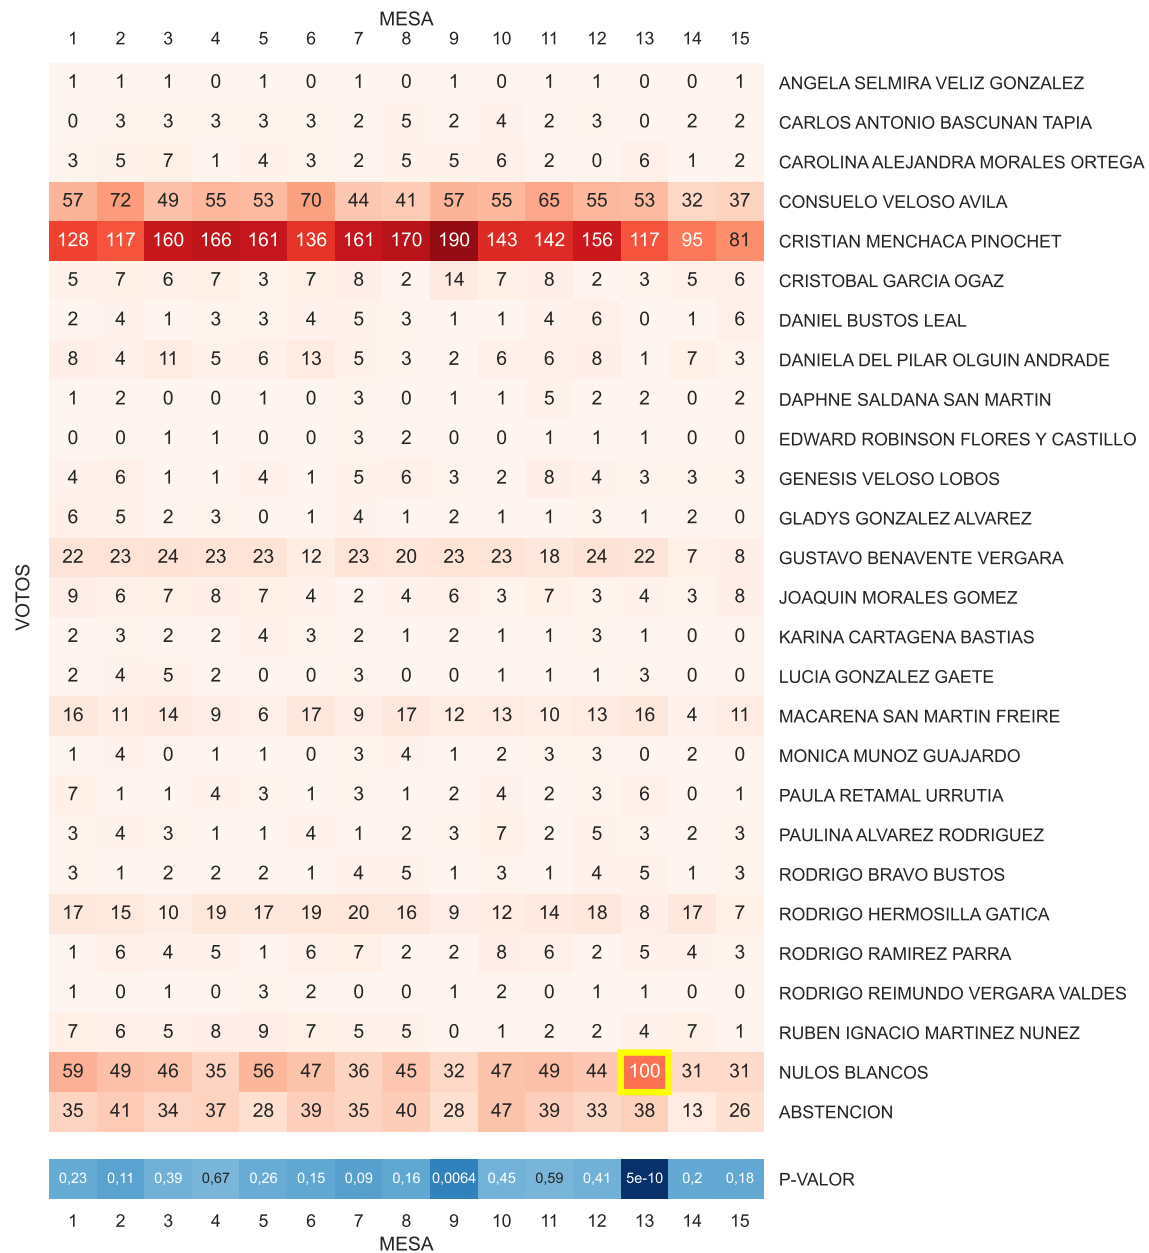 MESA
1 2 3 4 5 6 7 8 9 10 11 12 13 14 15
1 1 1 0 1 0 1 0 1 0 1 1 0 0 1 ANGELA SELMIRA VELIZ GONZALEZ
0 3 3 3 3 3 2 5 2 4 2 3 0 2 2 CARLOS ANTONIO BASCUNAN TAPIA
3 5 7 1 4 3 2 5 5 6 2 0 6 1 2 CAROLINA ALEJANDRA MORALES ORTEGA
57 72 49 55 53 70 44 41 57 55 65 55 53 32 37 CONSUELO VELOSO AVILA
128 117 160 166 161 136 161 170 190 143 142 156 117 95 81 CRISTIAN MENCHACA PINOCHET
5 7 6 7 3 7 8 2 14 7 8 2 3 5 6 CRISTOBAL GARCIA OGAZ
2 4 1 3 3 4 5 3 1 1 4 6 0 1 6 DANIEL BUSTOS LEAL
8 4 11 5 6 13 5 3 2 6 6 8 1 7 3 DANIELA DEL PILAR OLGUIN ANDRADE
1 2 0 0 1 0 3 0 1 1 5 2 2 0 2 DAPHNE SALDANA SAN MARTIN
0 0 1 1 0 0 3 2 0 0 1 1 1 0 0 EDWARD ROBINSON FLORES Y CASTILLO
4 6 1 1 4 1 5 6 3 2 8 4 3 3 3 GENESIS VELOSO LOBOS
6 5 2 3 0 1 4 1 2 1 1 3 1 2 0 GLADYS GONZALEZ ALVAREZ
22 23 24 23 23 12 23 20 23 23 18 24 22 7 8 GUSTAVO BENAVENTE VERGARA
VOTOS
9 6 7 8 7 4 2 4 6 3 7 3 4 3 8 JOAQUIN MORALES GOMEZ
2 3 2 2 4 3 2 1 2 1 1 3 1 0 0 KARINA CARTAGENA BASTIAS
2 4 5 2 0 0 3 0 0 1 1 1 3 0 0 LUCIA GONZALEZ GAETE
16 11 14 9 6 17 9 17 12 13 10 13 16 4 11 MACARENA SAN MARTIN FREIRE
1 4 0 1 1 0 3 4 1 2 3 3 0 2 0 MONICA MUNOZ GUAJARDO
7 1 1 4 3 1 3 1 2 4 2 3 6 0 1 PAULA RETAMAL URRUTIA
3 4 3 1 1 4 1 2 3 7 2 5 3 2 3 PAULINA ALVAREZ RODRIGUEZ
3 1 2 2 2 1 4 5 1 3 1 4 5 1 3 RODRIGO BRAVO BUSTOS
17 15 10 19 17 19 20 16 9 12 14 18 8 17 7 RODRIGO HERMOSILLA GATICA
1 6 4 5 1 6 7 2 2 8 6 2 5 4 3 RODRIGO RAMIREZ PARRA
1 0 1 0 3 2 0 0 1 2 0 1 1 0 0 RODRIGO REIMUNDO VERGARA VALDES
7 6 5 8 9 7 5 5 0 1 2 2 4 7 1 RUBEN IGNACIO MARTINEZ NUNEZ
59 49 46 35 56 47 36 45 32 47 49 44 100 31 31 NULOS BLANCOS
35 41 34 37 28 39 35 40 28 47 39 33 38 13 26 ABSTENCION
0,23 0,11 0,39 0,67 0,26 0,15 0,09 0,16 0,0064 0,45 0,59 0,41 5e-10 0,2 0,18 P-VALOR
1 2 3 4 5 6 7 8 9 10 11 12 13 14 15
MESA